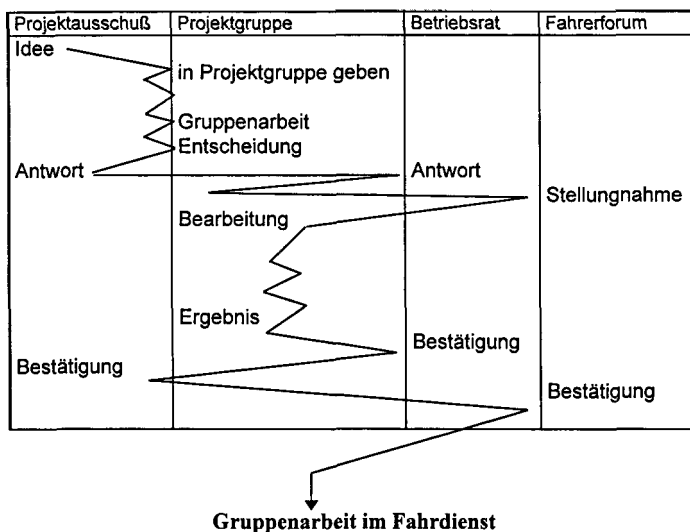 Projektausschuß Projektgruppe Betriebsrat Fahrerforum
Idee
in Projektgruppe geben
Gruppenarbeit
Entscheidung
Antwort Antwort
Stellungnahme
Bearbeitung
Ergebnis
Bestätigung
Bestätigung
Bestätigung
Gruppenarbeit im Fahrdienst